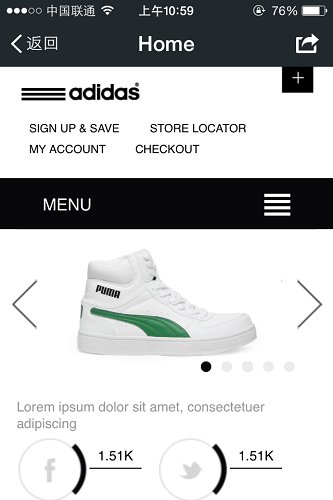 中国联通 上午10:59 76%
返回 Home
adidas
+
SIGN UP & SAVE STORE LOCATOR
MY ACCOUNT CHECKOUT
MENU
PUMA
Lorem ipsum dolor sit amet, consectetuer
adipiscing
f 1.51K 1.51K